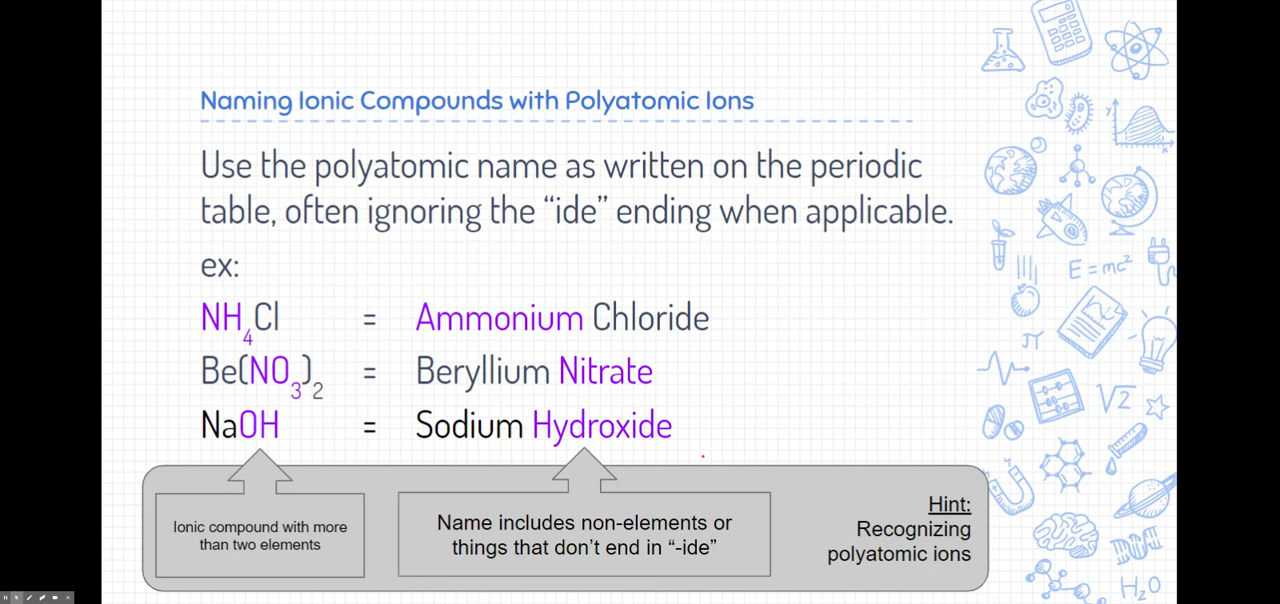 Naming Ionic Compounds with Polyatomic Ions
Use the polyatomic name as written on the periodic
table, often ignoring the “ide” ending when applicable.
ex:
NH₄Cl = Ammonium Chloride
Be(NO₃)₂ = Beryllium Nitrate
NaOH = Sodium Hydroxide
Ionic compound with more
than two elements
Name includes non-elements or
things that don’t end in “-ide”
Hint:
Recognizing
polyatomic ions
y
x
E=mc²
π
√2
H₂O